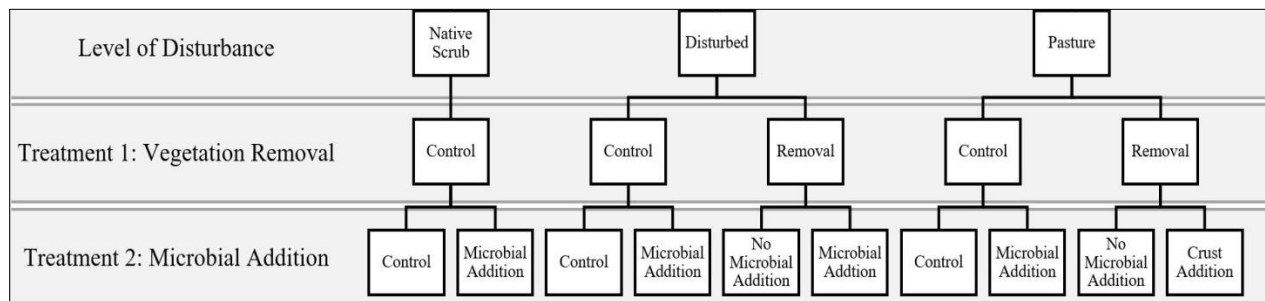 Level of Disturbance
Native
Scrub
Disturbed
Pasture
Treatment 1: Vegetation Removal
Control
Control
Removal
Control
Removal
Treatment 2: Microbial Addition
Control
Microbial
Addition
Control
Microbial
Addition
No
Microbial
Addition
Microbial
Addtion
Control
Microbial
Addition
No
Microbial
Addition
Crust
Addition